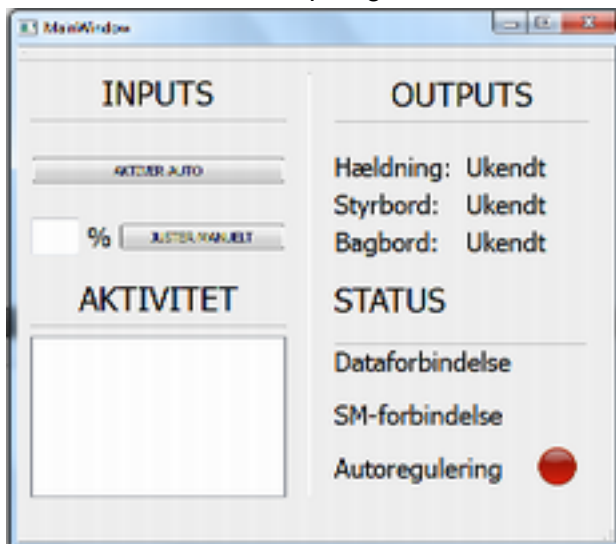 MainWindow
INPUTS
AKTIVER AUTO
% JUSTER MANUELT
AKTIVITET
OUTPUTS
Hældning: Ukendt
Styrbord: Ukendt
Bagbord: Ukendt
STATUS
Dataforbindelse
SM-forbindelse
Autoregulering